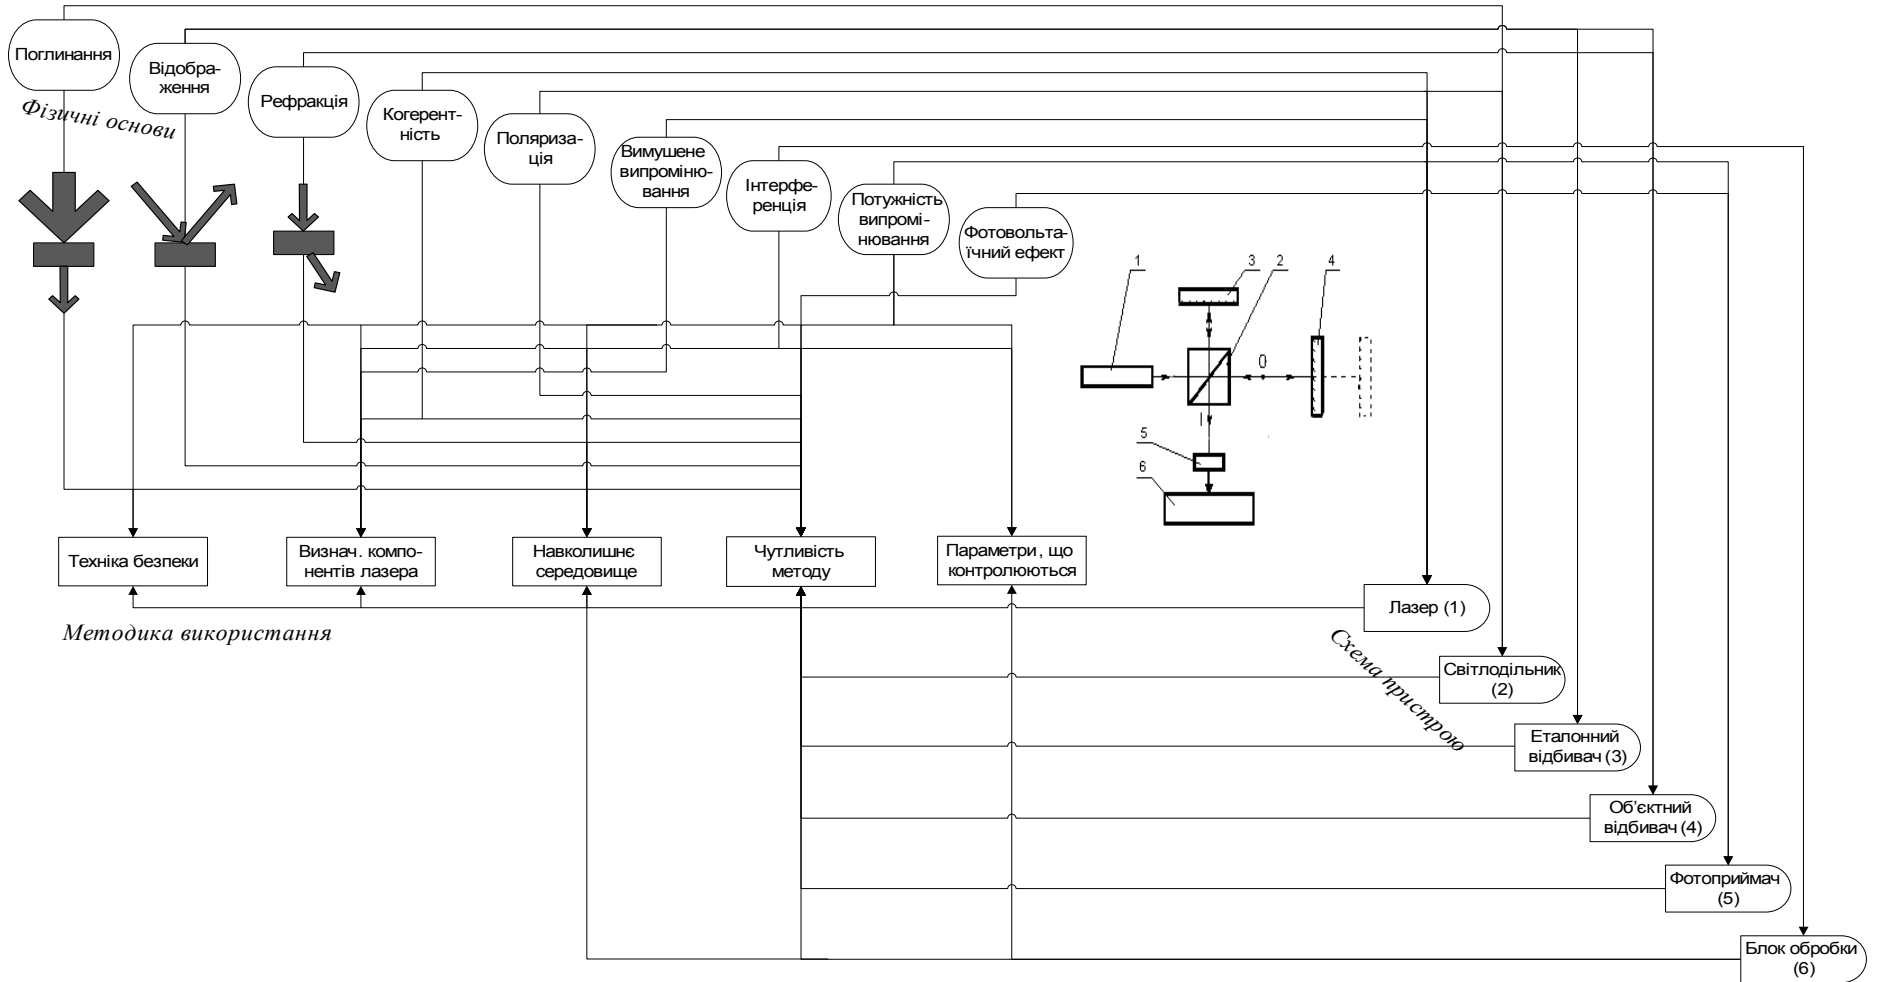 Поглинання
Відобра-
ження
Рефракція
Когерент-
ність
Поляриза-
ція
Вимушене
випроміню-
вання
Інтерфе-
ренція
Потужність
випромі-
нювання
Фотовольта-
їчний ефект
Фізичні основи
1
3
2
4
0
5
6
Техніка безпеки
Визнач. компо-
нентів лазера
Навколишнє
середовище
Чутливість
методу
Параметри, що
контролюються
Методика використання
Лазер (1)
Схема пристрою
Світлодільник
(2)
Еталонний
відбивач (3)
Об’єктний
відбивач (4)
Фотоприймач
(5)
Блок обробки
(6)